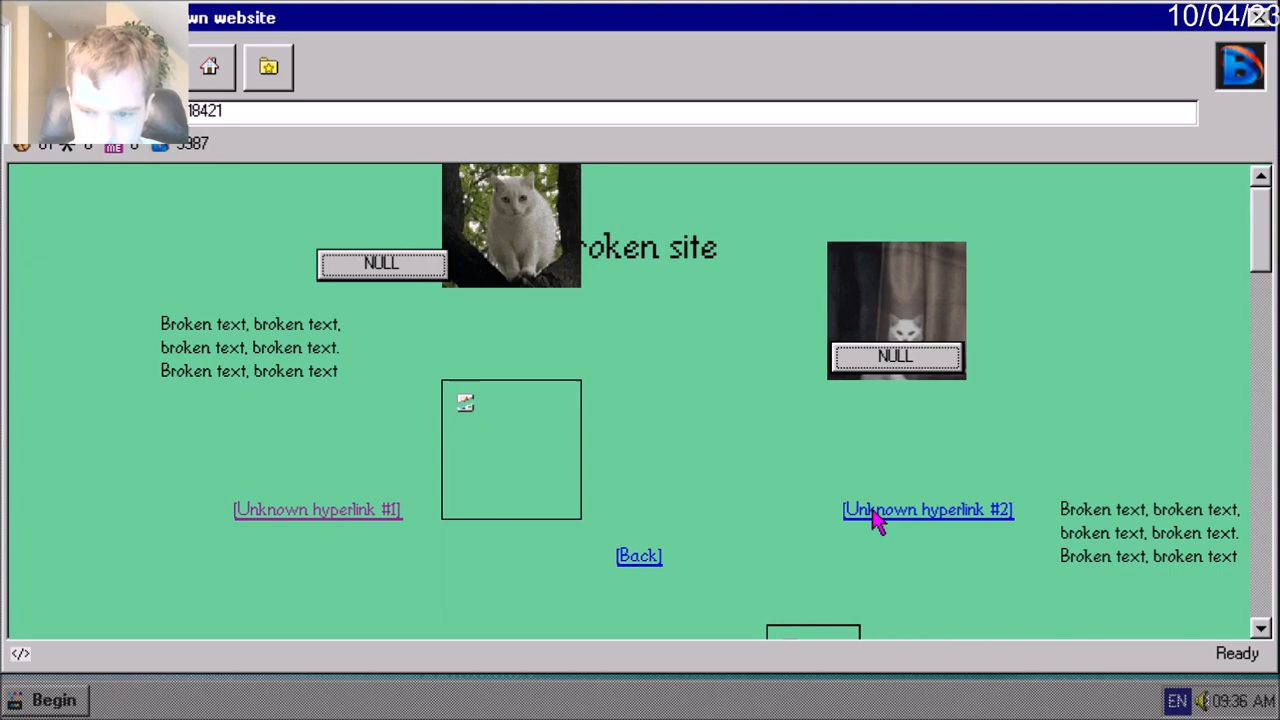 wn website
10/04/23
18421
3987
roken site
NULL
Broken text, broken text,
broken text, broken text.
Broken text, broken text
NULL
[Unknown hyperlink #1]
[Unknown hyperlink #2]
Broken text, broken text,
broken text, broken text.
Broken text, broken text
[Back]
</>
Ready
Begin
EN
09:36 AM